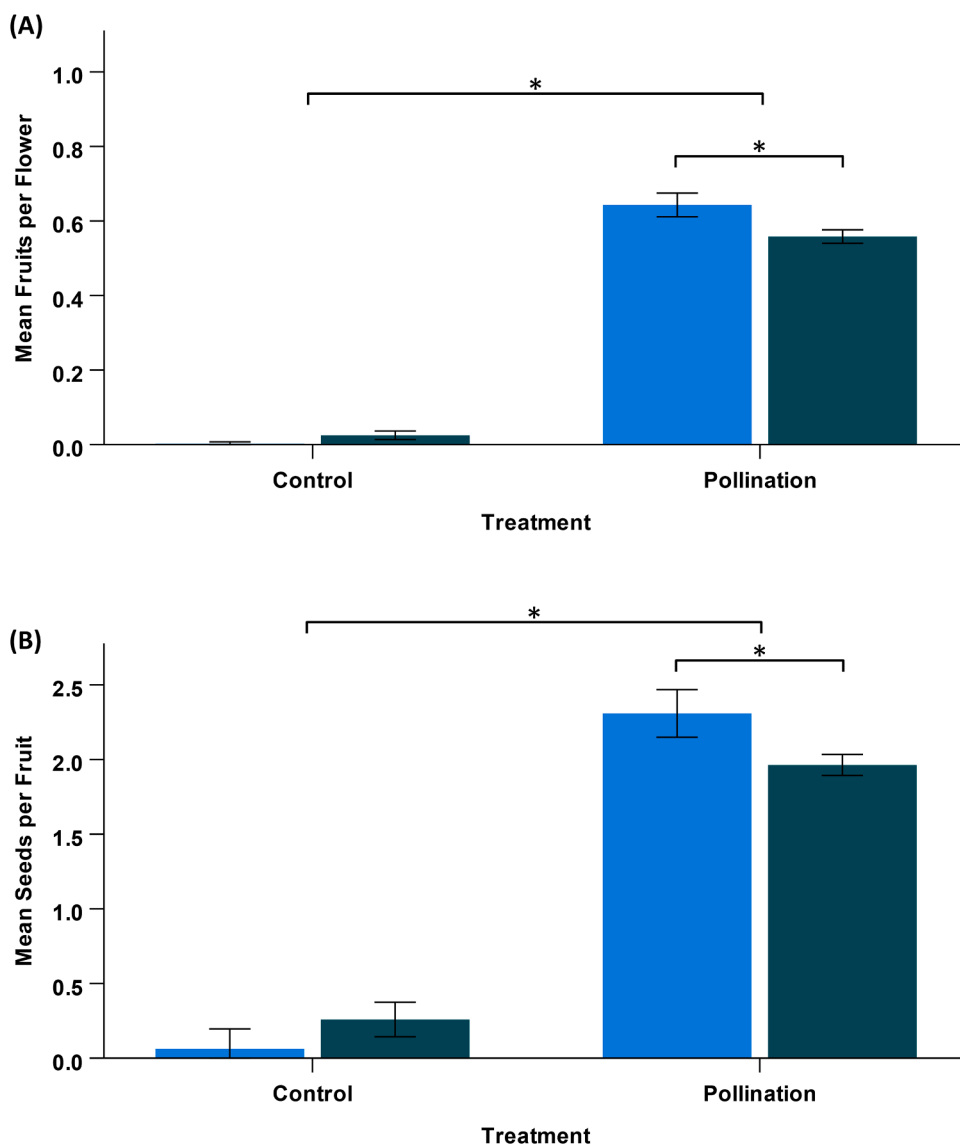 (A)
*
*
Mean Fruits per Flower
1.0
0.8
0.6
0.4
0.2
0.0
Control Pollination
Treatment
(B)
*
*
Mean Seeds per Fruit
2.5
2.0
1.5
1.0
0.5
0.0
Control Pollination
Treatment